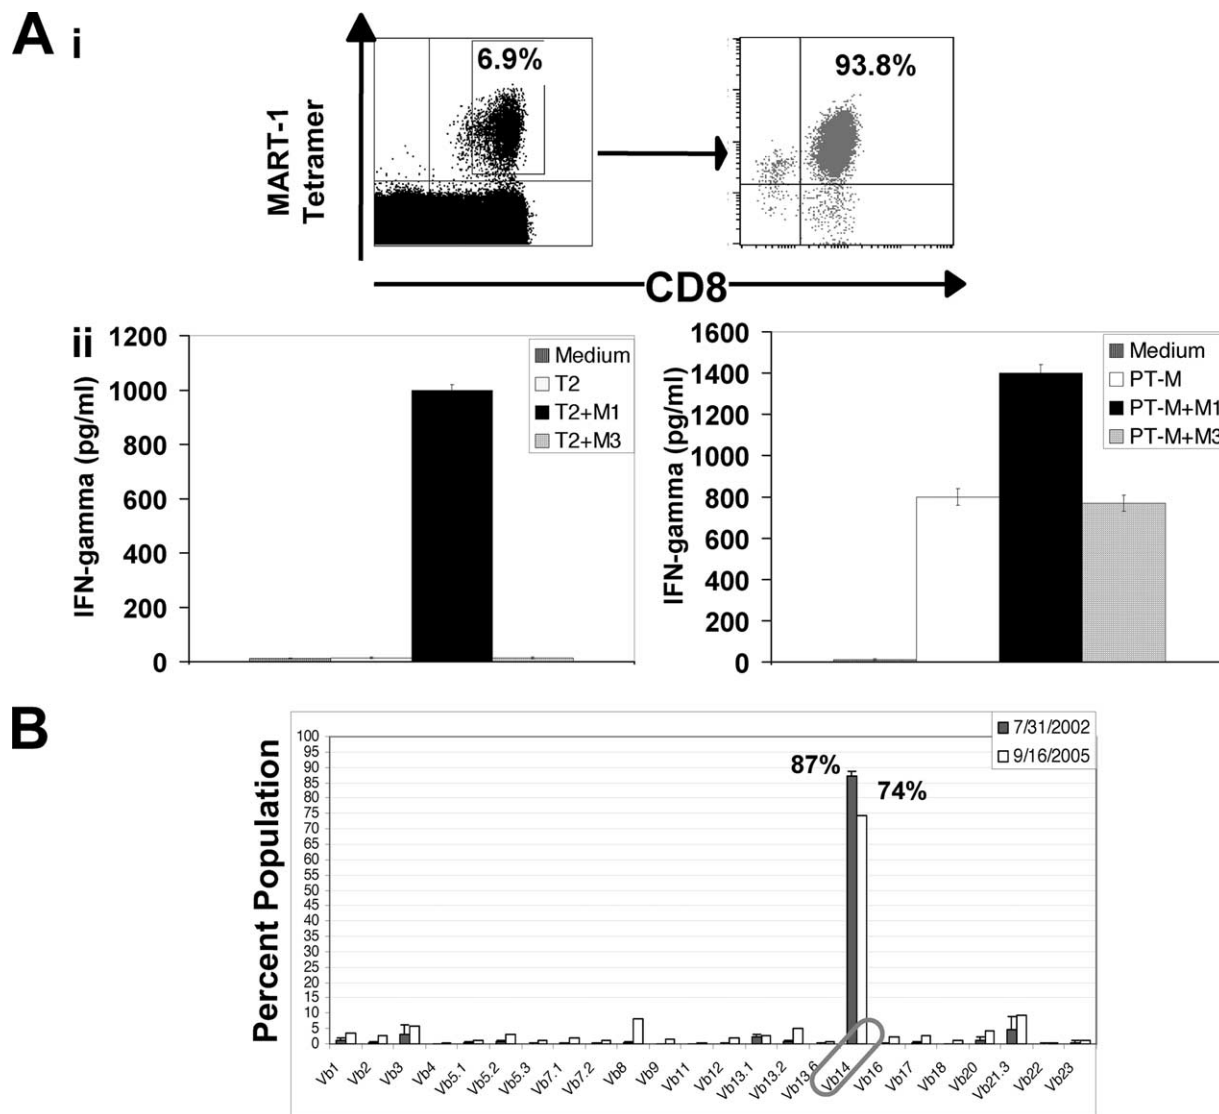 A i
6.9%
93.8%
MART-1
Tetramer
CD8
ii
IFN-gamma (pg/ml)
1200
1000
800
600
400
200
0
Medium
T2
T2+M1
T2+M3
IFN-gamma (pg/ml)
1600
1400
1200
1000
800
600
400
200
0
Medium
PT-M
PT-M+M1
PT-M+M3
B
Percent Population
100
95
90
85
80
75
70
65
60
55
50
45
40
35
30
25
20
15
10
5
0
7/31/2002
9/16/2005
87%
74%
Vb1
Vb2
Vb3
Vb4
Vb5.1
Vb5.2
Vb5.3
Vb7.1
Vb7.2
Vb8
Vb9
Vb11
Vb12
Vb13.1
Vb13.2
Vb13.6
Vb14
Vb16
Vb17
Vb18
Vb20
Vb21.3
Vb22
Vb23